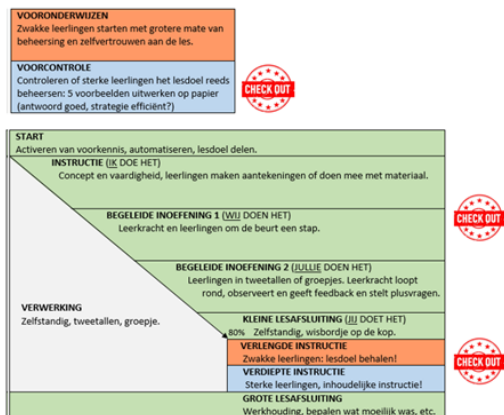 VOORONDERWIJZEN
Zwakke leerlingen starten met grotere mate van
beheersing en zelfvertrouwen aan de les.
VOORCONTROLE
Controleren of sterke leerlingen het lesdoel reeds
beheersen: 5 voorbeelden uitwerken op papier
(antwoord goed, strategie efficiënt?)
CHECK OUT
START
Activeren van voorkennis, automatiseren, lesdoel delen.
INSTRUCTIE (IK DOE HET)
Concept en vaardigheid, leerlingen maken aantekeningen of doen mee met materiaal.
BEGELEIDE INOEFENING 1 (WIJ DOEN HET)
Leerkracht en leerlingen om de beurt een stap.
CHECK OUT
BEGELEIDE INOEFENING 2 (JULLIE DOEN HET)
Leerlingen in tweetallen of groepjes. Leerkracht loopt
rond, observeert en geeft feedback en stelt plusvragen.
VERWERKING
Zelfstandig, tweetallen, groepje.
KLEINE LESAFSLUITING (JIJ DOET HET)
80% Zelfstandig, wisbordje op de kop.
VERLENGDE INSTRUCTIE
Zwakke leerlingen: lesdoel behalen!
CHECK OUT
VERDIEPTE INSTRUCTIE
Sterke leerlingen, inhoudelijke instructie!
GROTE LESAFSLUITING
Werkhouding, bepalen wat moeilijk was, etc.